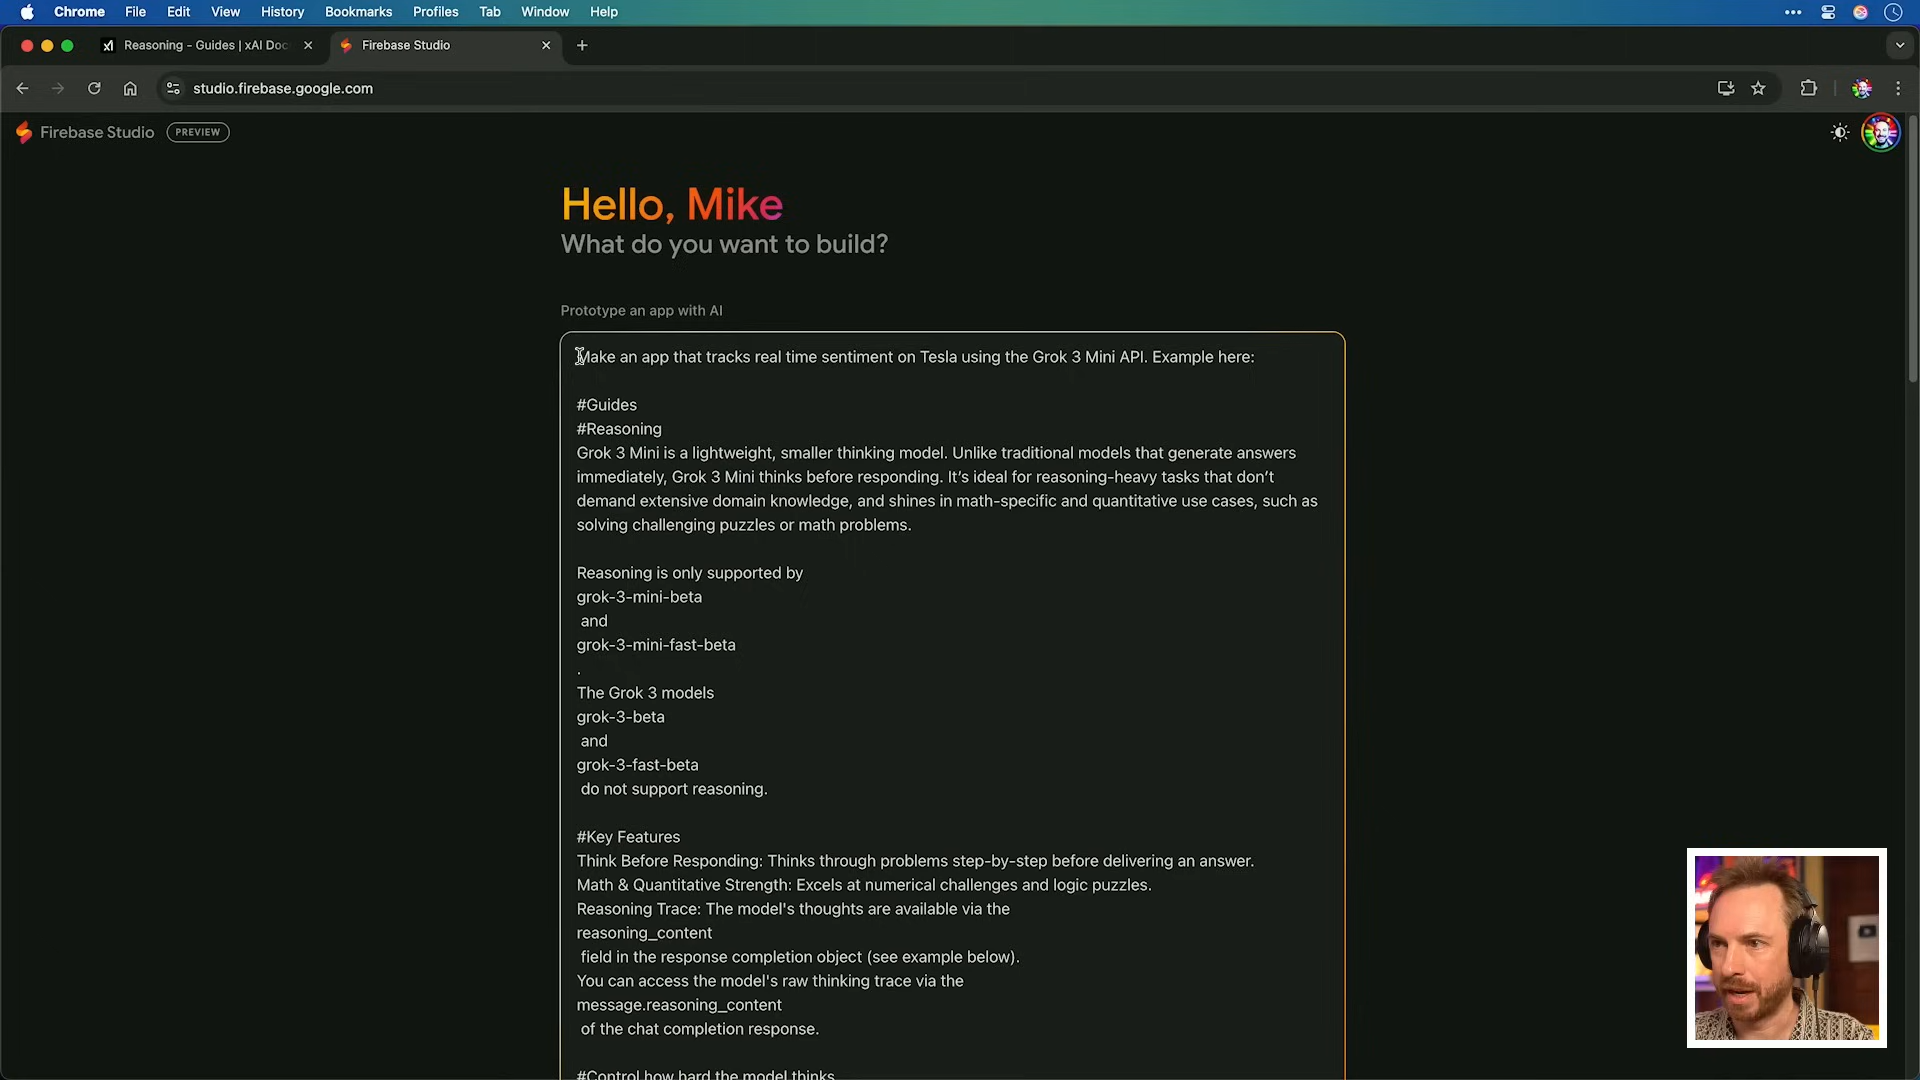 Chrome File Edit View History Bookmarks Profiles Tab Window Help
Reasoning - Guides | xAI Doc
Firebase Studio
studio.firebase.google.com
Firebase Studio PREVIEW
Hello, Mike
What do you want to build?
Prototype an app with AI
Make an app that tracks real time sentiment on Tesla using the Grok 3 Mini API. Example here:
#Guides
#Reasoning
Grok 3 Mini is a lightweight, smaller thinking model. Unlike traditional models that generate answers
immediately, Grok 3 Mini thinks before responding. It’s ideal for reasoning-heavy tasks that don’t
demand extensive domain knowledge, and shines in math-specific and quantitative use cases, such as
solving challenging puzzles or math problems.
Reasoning is only supported by
grok-3-mini-beta
and
grok-3-mini-fast-beta
.
The Grok 3 models
grok-3-beta
and
grok-3-fast-beta
do not support reasoning.
#Key Features
Think Before Responding: Thinks through problems step-by-step before delivering an answer.
Math & Quantitative Strength: Excels at numerical challenges and logic puzzles.
Reasoning Trace: The model's thoughts are available via the
reasoning_content
field in the response completion object (see example below).
You can access the model's raw thinking trace via the
message.reasoning_content
of the chat completion response.
#Control how hard the model thinks